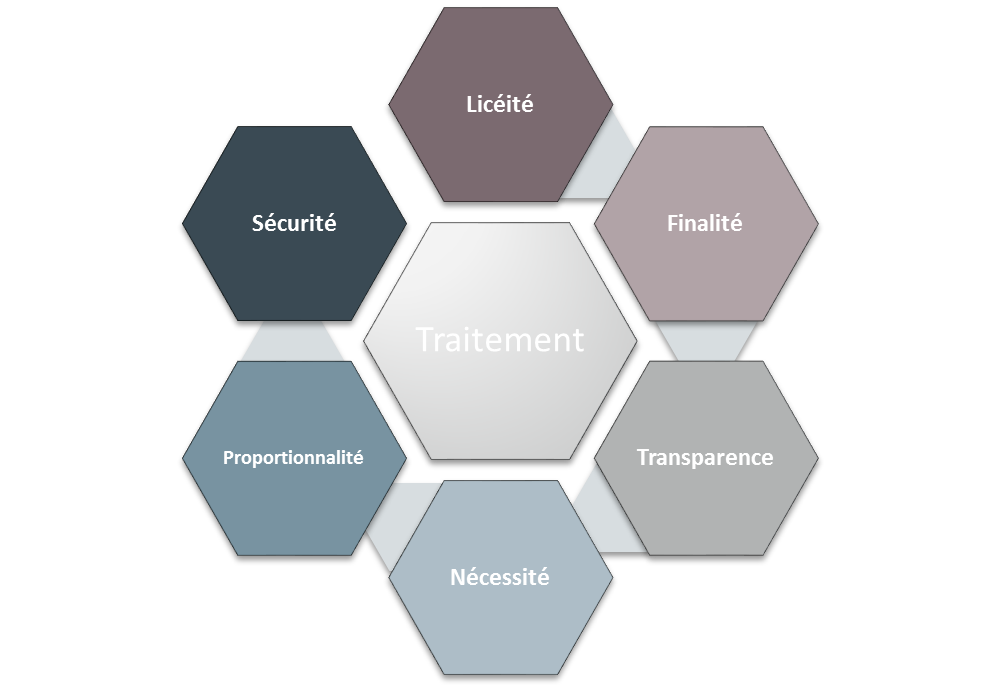 Licéité
Sécurité
Finalité
Traitement
Proportionnalité
Transparence
Nécessité